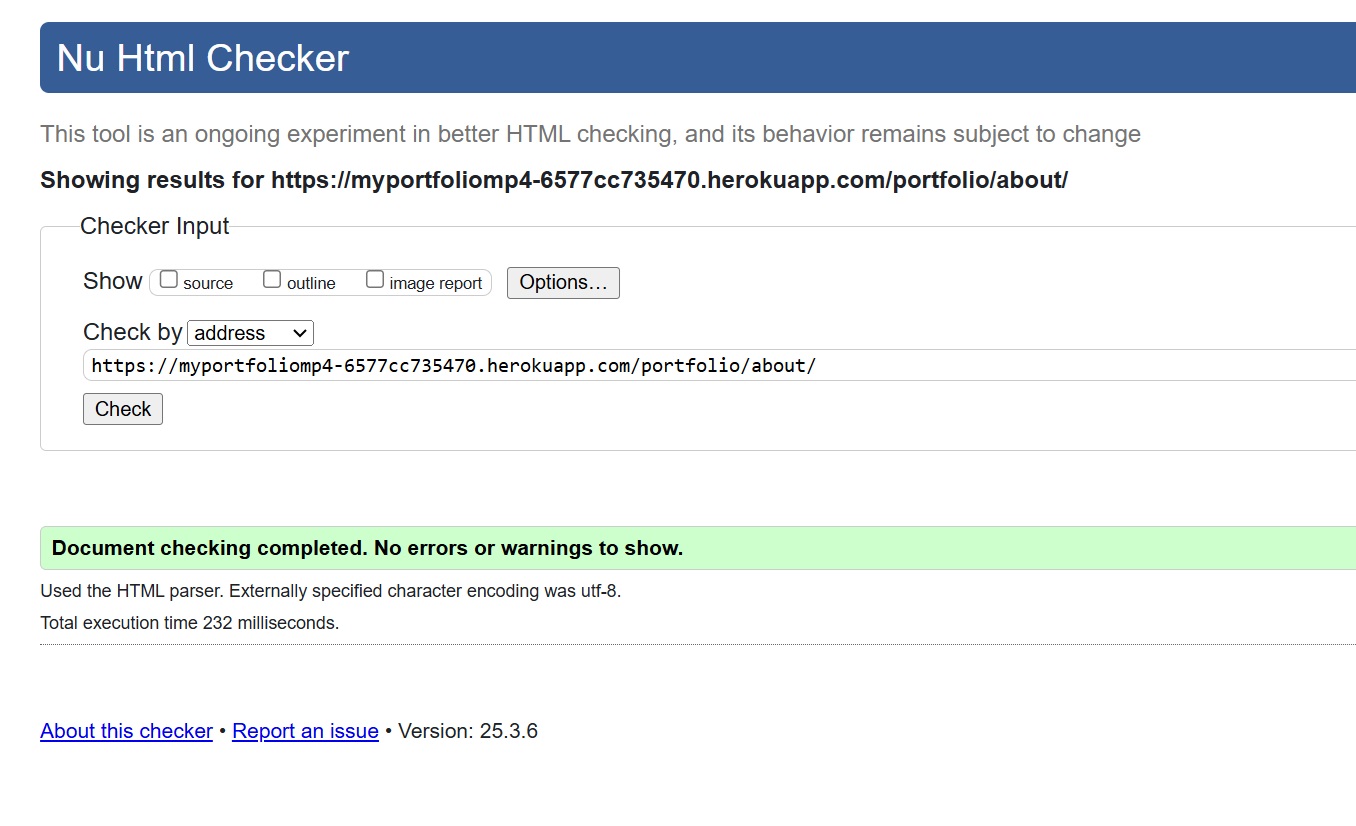 Nu Html Checker
This tool is an ongoing experiment in better HTML checking, and its behavior remains subject to change
Showing results for https://myportfoliomp4-6577cc735470.herokuapp.com/portfolio/about/
Checker Input
Show source outline image report Options...
Check by address
https://myportfoliomp4-6577cc735470.herokuapp.com/portfolio/about/
Check
Document checking completed. No errors or warnings to show.
Used the HTML parser. Externally specified character encoding was utf-8.
Total execution time 232 milliseconds.
About this checker • Report an issue • Version: 25.3.6